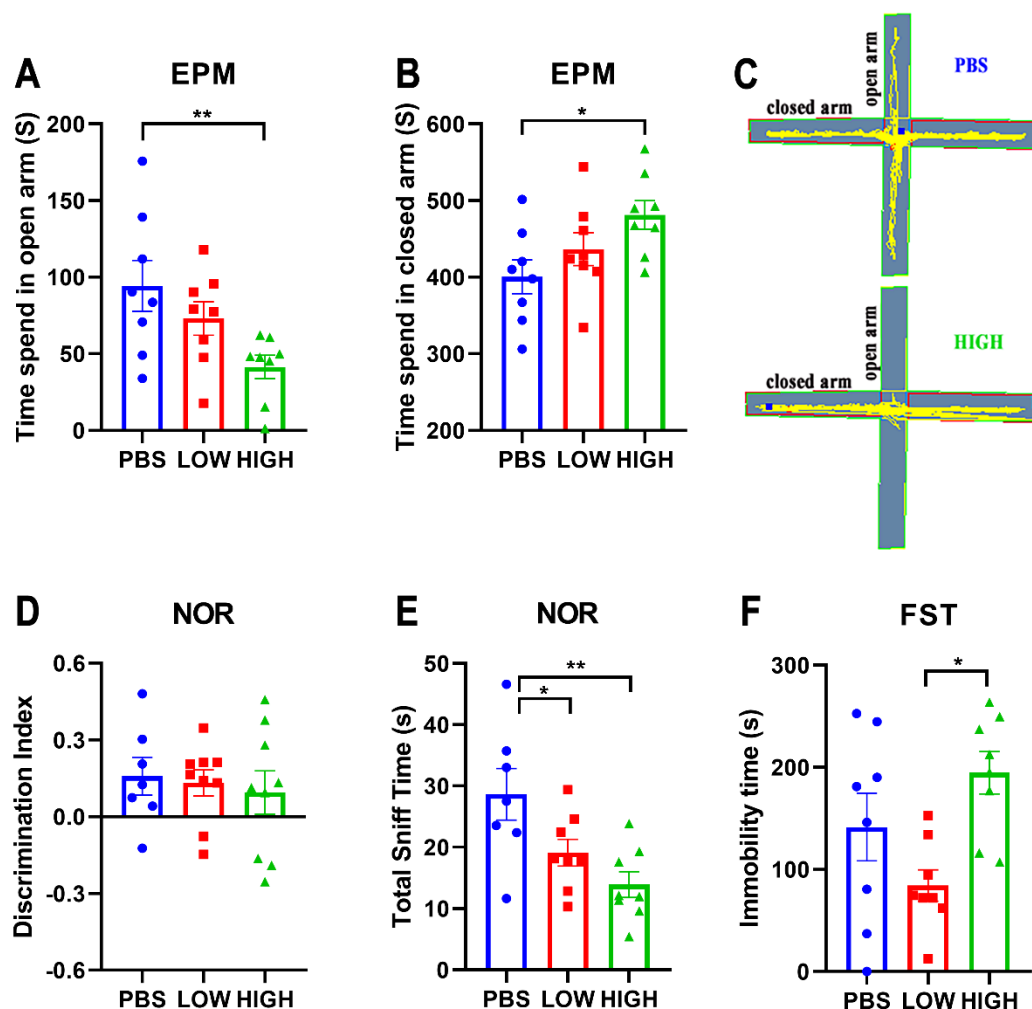 A
EPM
Time spend in open arm (S)
200
150
100
50
0
**
PBS LOW HIGH
B
EPM
Time spend in closed arm (S)
600
500
400
300
200
*
PBS LOW HIGH
C
open arm
closed arm
PBS
open arm
closed arm
HIGH
D
NOR
Discrimination Index
0.6
0.3
0.0
-0.3
-0.6
PBS LOW HIGH
E
NOR
Total Sniff Time (s)
50
40
30
20
10
0
**
*
PBS LOW HIGH
F
FST
Immobility time (s)
300
200
100
0
*
PBS LOW HIGH